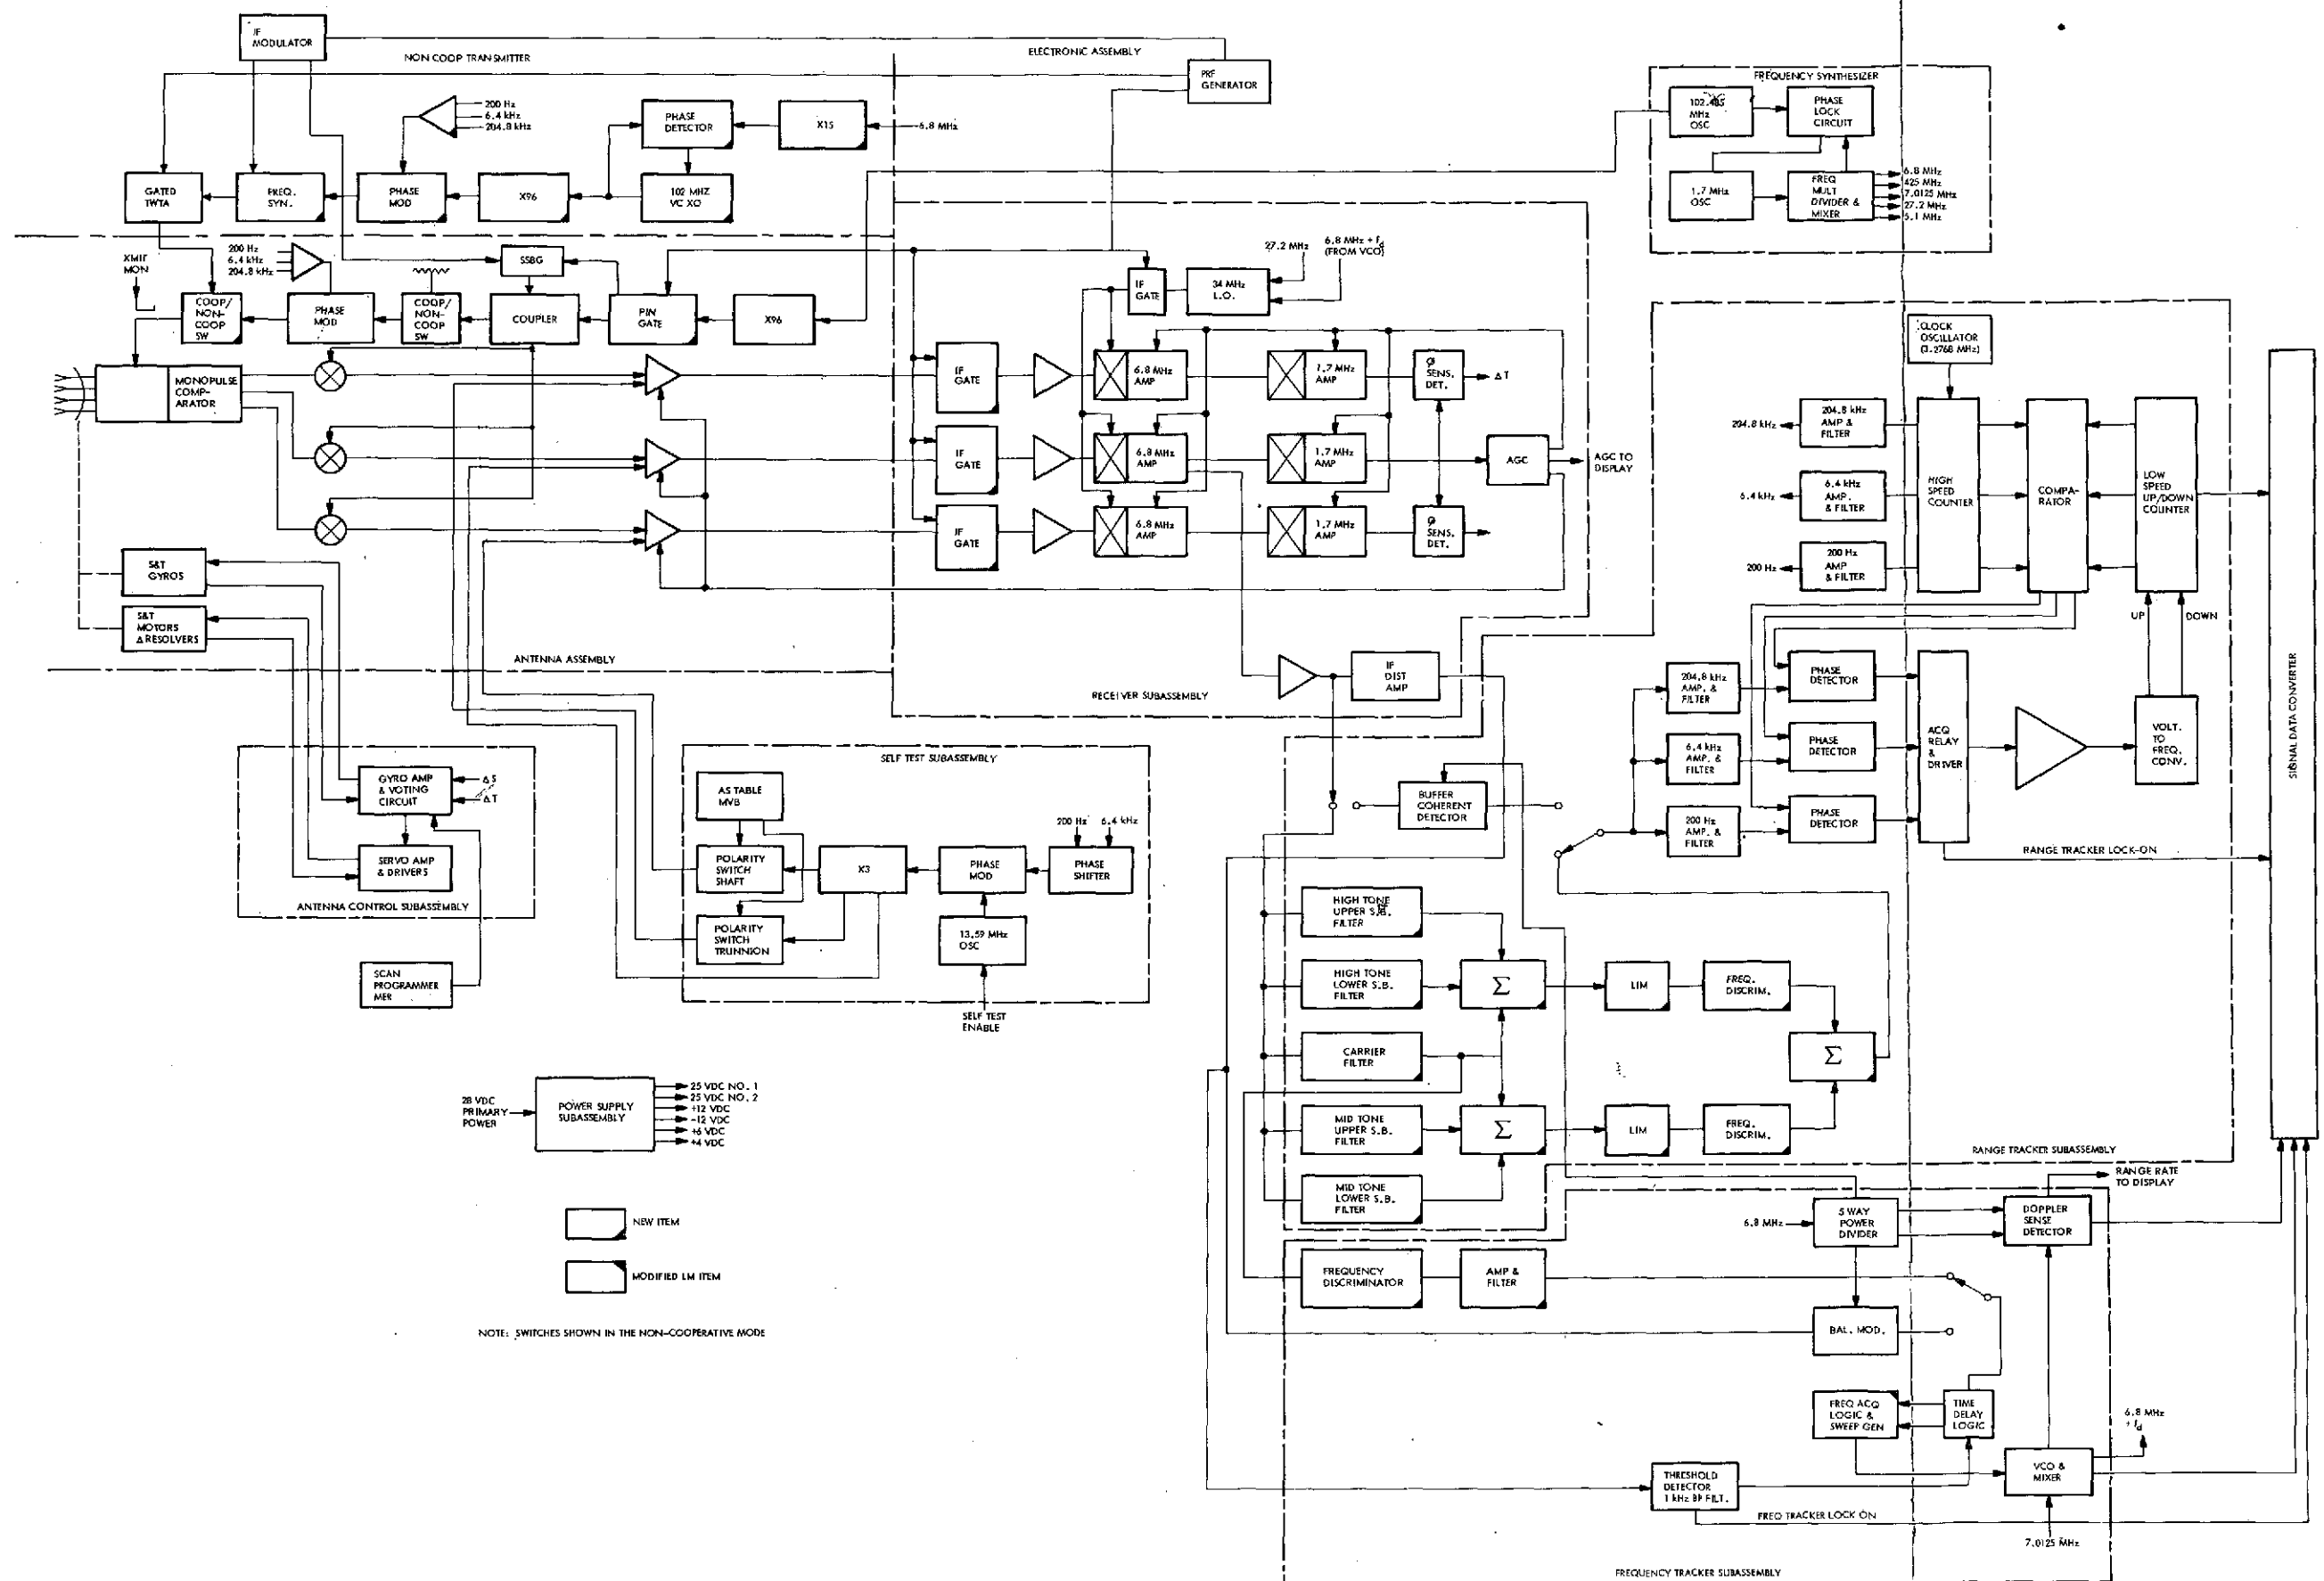 IF
MODULATOR
NON COOP TRANSMITTER
ELECTRONIC ASSEMBLY
PRF
GENERATOR
200 Hz
6.4 kHz
204.8 kHz
PHASE
DETECTOR
X15
6.8 MHz
GATED
TWTA
FREQ.
SYN.
PHASE
MOD
X96
102 MHZ
VC XO
FREQUENCY SYNTHESIZER
102.485
MHz
OSC
PHASE
LOCK
CIRCUIT
1.7 MHz
OSC
FREQ
MULT
DIVIDER &
MIXER
6.8 MHz
425 MHz
7.0125 MHz
27.2 MHz
5.1 MHz
XMIT
MON
200 Hz
6.4 kHz
204.8 kHz
SSBG
COOP/
NON-
COOP
SW
PHASE
MOD
COOP/
NON-
COOP
SW
COUPLER
PIN
GATE
X96
27.2 MHz
6.8 MHz + fd
(FROM VCO)
IF
GATE
34 MHz
L.O.
MONOPULSE
COMP-
ARATOR
IF
GATE
6.8 MHz
AMP
1.7 MHz
AMP
Ø
SENS.
DET.
Δ T
IF
GATE
6.8 MHz
AMP
1.7 MHz
AMP
AGC
AGC TO
DISPLAY
IF
GATE
6.8 MHz
AMP
1.7 MHz
AMP
Ø
SENS.
DET.
S&T
GYROS
S&T
MOTORS
Δ RESOLVERS
ANTENNA ASSEMBLY
RECEIVER SUBASSEMBLY
IF
DIST
AMP
CLOCK
OSCILLATOR
(3.2768 MHz)
204.8 kHz
204.8 kHz
AMP
& FILTER
6.4 kHz
6.4 kHz
AMP.
& FILTER
200 Hz
200 Hz
AMP
& FILTER
HIGH
SPEED
COUNTER
COMPA-
RATOR
LOW
SPEED
UP/DOWN
COUNTER
UP
DOWN
SIGNAL DATA CONVERTER
204.8 kHz
AMP. &
FILTER
PHASE
DETECTOR
6.4 kHz
AMP. &
FILTER
PHASE
DETECTOR
200 Hz
AMP. &
FILTER
PHASE
DETECTOR
ACQ
RELAY
&
DRIVER
VOLT.
TO
FREQ.
CONV.
RANGE TRACKER LOCK-ON
GYRO AMP
& VOTING
CIRCUIT
Δ S
Δ T
SERVO AMP
& DRIVERS
ANTENNA CONTROL SUBASSEMBLY
SCAN
PROGRAMMER
MER
SELF TEST SUBASSEMBLY
AS TABLE
MVB
200 Hz
6.4 kHz
POLARITY
SWITCH
SHAFT
X3
PHASE
MOD
PHASE
SHIFTER
POLARITY
SWITCH
TRUNNION
13.59 MHz
OSC
SELF TEST
ENABLE
BUFFER
COHERENT
DETECTOR
HIGH TONE
UPPER S.B.
FILTER
HIGH TONE
LOWER S.B.
FILTER
Σ
LIM
FREQ.
DISCRIM.
CARRIER
FILTER
Σ
MID TONE
UPPER S.B.
FILTER
Σ
LIM
FREQ.
DISCRIM.
MID TONE
LOWER S.B.
FILTER
RANGE TRACKER SUBASSEMBLY
28 VDC
PRIMARY
POWER
POWER SUPPLY
SUBASSEMBLY
25 VDC NO. 1
25 VDC NO. 2
+12 VDC
-12 VDC
+6 VDC
+4 VDC
NEW ITEM
MODIFIED LM ITEM
NOTE: SWITCHES SHOWN IN THE NON-COOPERATIVE MODE
RANGE RATE
TO DISPLAY
6.8 MHz
5 WAY
POWER
DIVIDER
DOPPLER
SENSE
DETECTOR
FREQUENCY
DISCRIMINATOR
AMP &
FILTER
BAL. MOD.
FREQ ACQ
LOGIC &
SWEEP GEN
TIME
DELAY
LOGIC
6.8 MHz
+ fd
VCO &
MIXER
THRESHOLD
DETECTOR
1 kHz BP FILT.
FREQ TRACKER LOCK ON
7.0125 MHz
FREQUENCY TRACKER SUBASSEMBLY